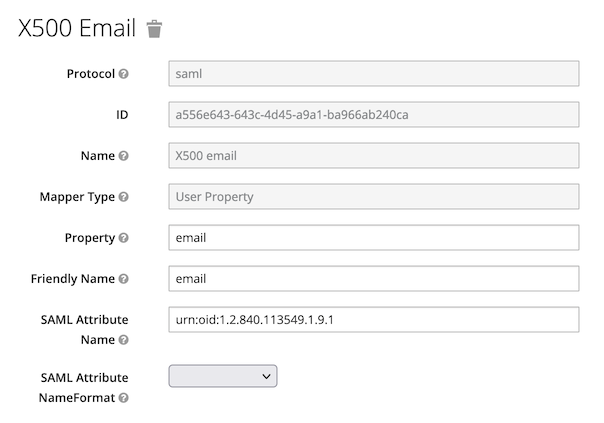 X500 Email
Protocol
saml
ID
a556e643-643c-4d45-a9a1-ba966ab240ca
Name
X500 email
Mapper Type
User Property
Property
email
Friendly Name
email
SAML Attribute
Name
urn:oid:1.2.840.113549.1.9.1
SAML Attribute
NameFormat